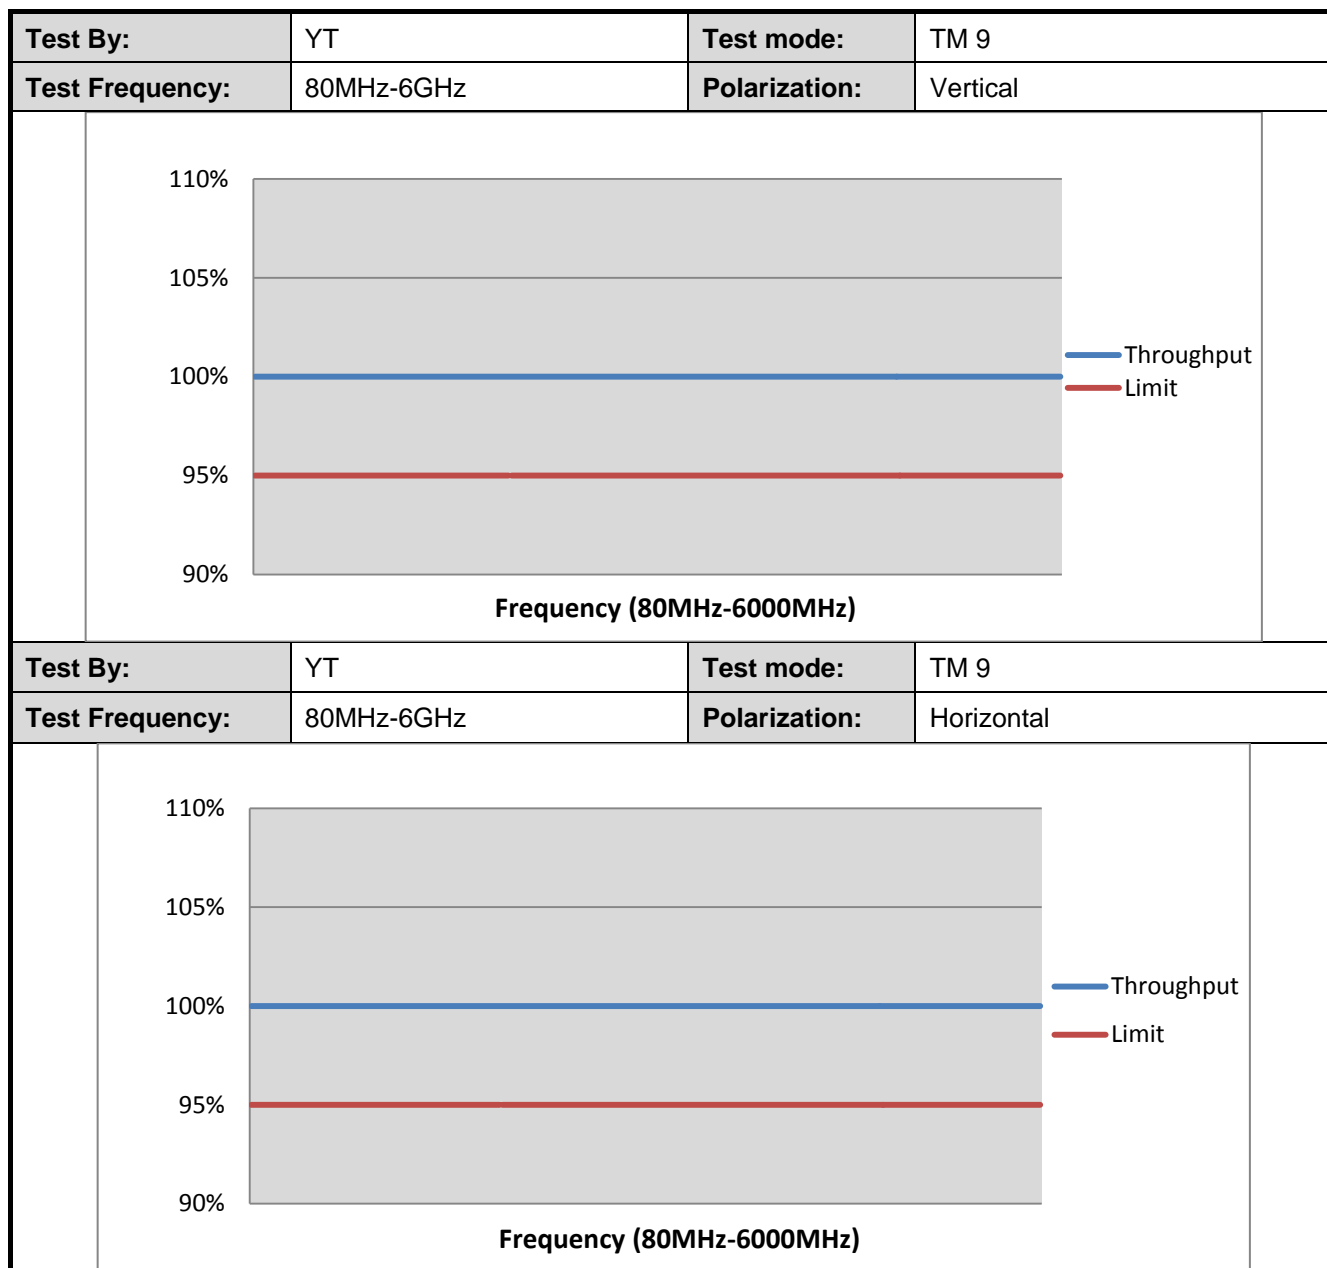 Test By: YT Test mode: TM 9
Test Frequency: 80MHz-6GHz Polarization: Vertical
110%
105%
100%
95%
90%
Throughput
Limit
Frequency (80MHz-6000MHz)
Test By: YT Test mode: TM 9
Test Frequency: 80MHz-6GHz Polarization: Horizontal
110%
105%
100%
95%
90%
Throughput
Limit
Frequency (80MHz-6000MHz)